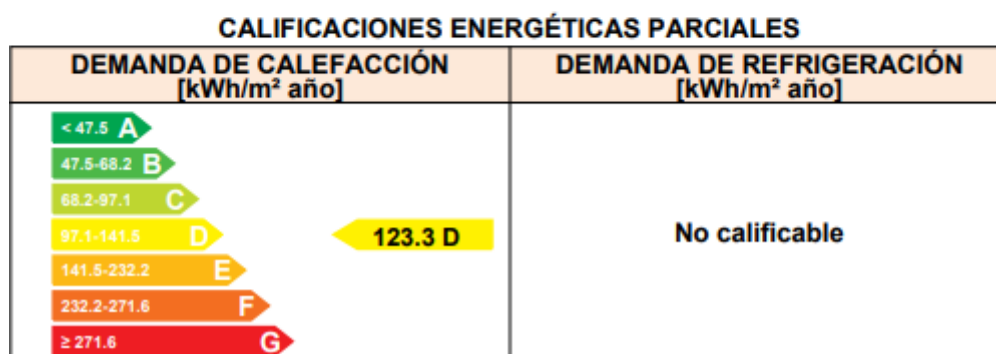 CALIFICACIONES ENERGÉTICAS PARCIALES
DEMANDA DE CALEFACCIÓN
[kWh/m² año]
DEMANDA DE REFRIGERACIÓN
[kWh/m² año]
< 47.5 A
47.5-68.2 B
68.2-97.1 C
97.1-141.5 D
123.3 D
141.5-232.2 E
232.2-271.6 F
≥ 271.6 G
No calificable